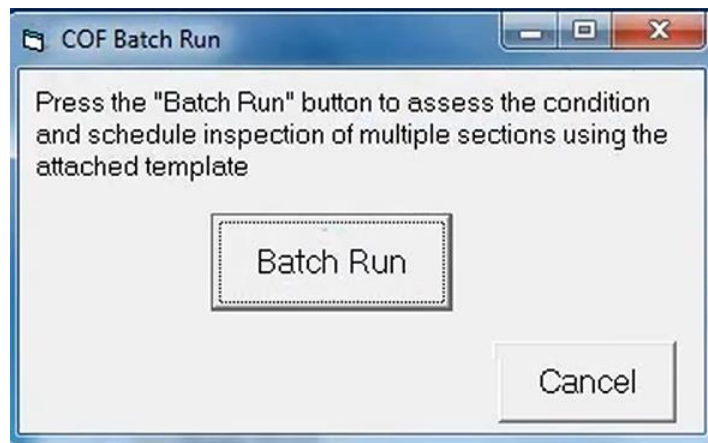 COF Batch Run
Press the "Batch Run" button to assess the condition
and schedule inspection of multiple sections using the
attached template
Batch Run
Cancel